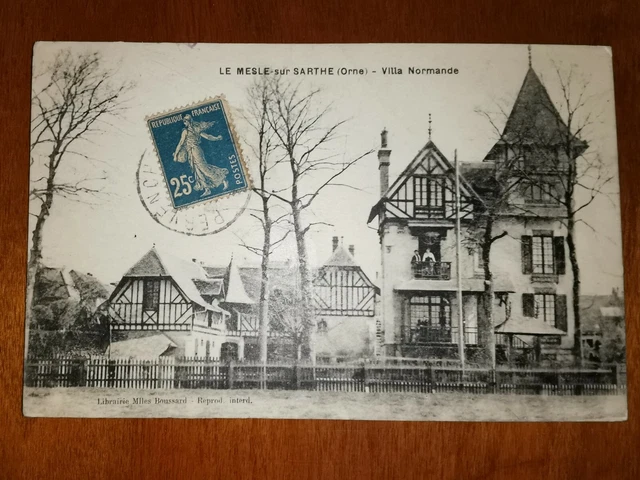 LE MESLE-sur SARTHE (Orne) - Villa Normande
REPUBLIQUE FRANÇAISE
25c
POSTES
Librairie Mlles Boussard - Reprod. interd.